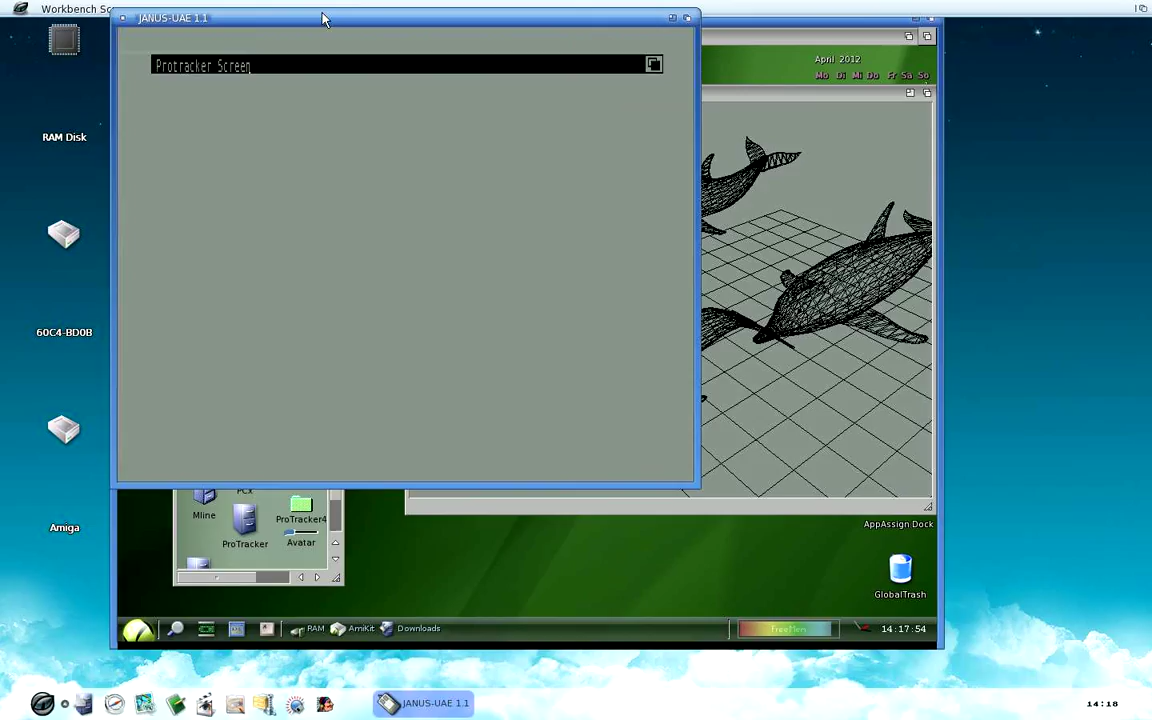 Workbench Sc
JANUS-UAE 1.1
Protracker Screen
April 2012
Mo Di Mi Do Fr Sa So
RAM Disk
60C4-BD0B
Amiga
Mline
ProTracker
ProTracker4
Avatar
AppAssign Dock
GlobalTrash
RAM
AmiKit
Downloads
FreeMem
14:17:54
JANUS-UAE 1.1
14:18